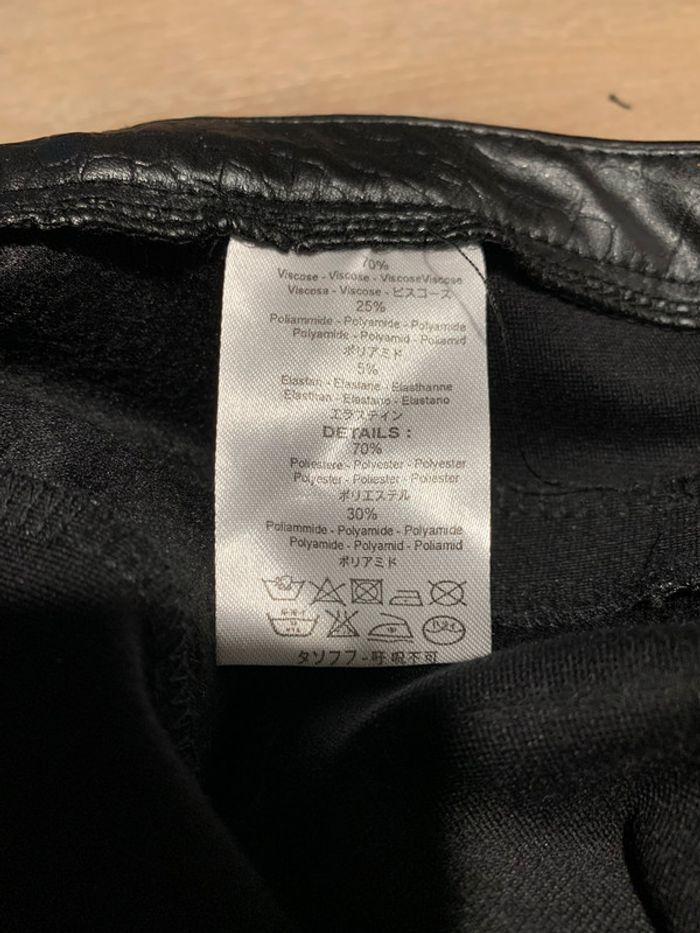 70%
Viscose - Viscose - ViscoseViscose
Viscosa - Viscose - ビスコース
25%
Poliammide - Polyamide - Polyamide
Polyamide - Polyamid - Poliamid
ポリアミド
5%
Elastan - Elastane - Elasthanne
Elasthan - Elastano - Elastano
エラスティン
DETAILS :
70%
Poliestere - Polyester - Polyester
Polyester - Poliester - Poliester
ポリエステル
30%
Poliammide - Polyamide - Polyamide
Polyamide - Polyamid - Poliamid
ポリアミド